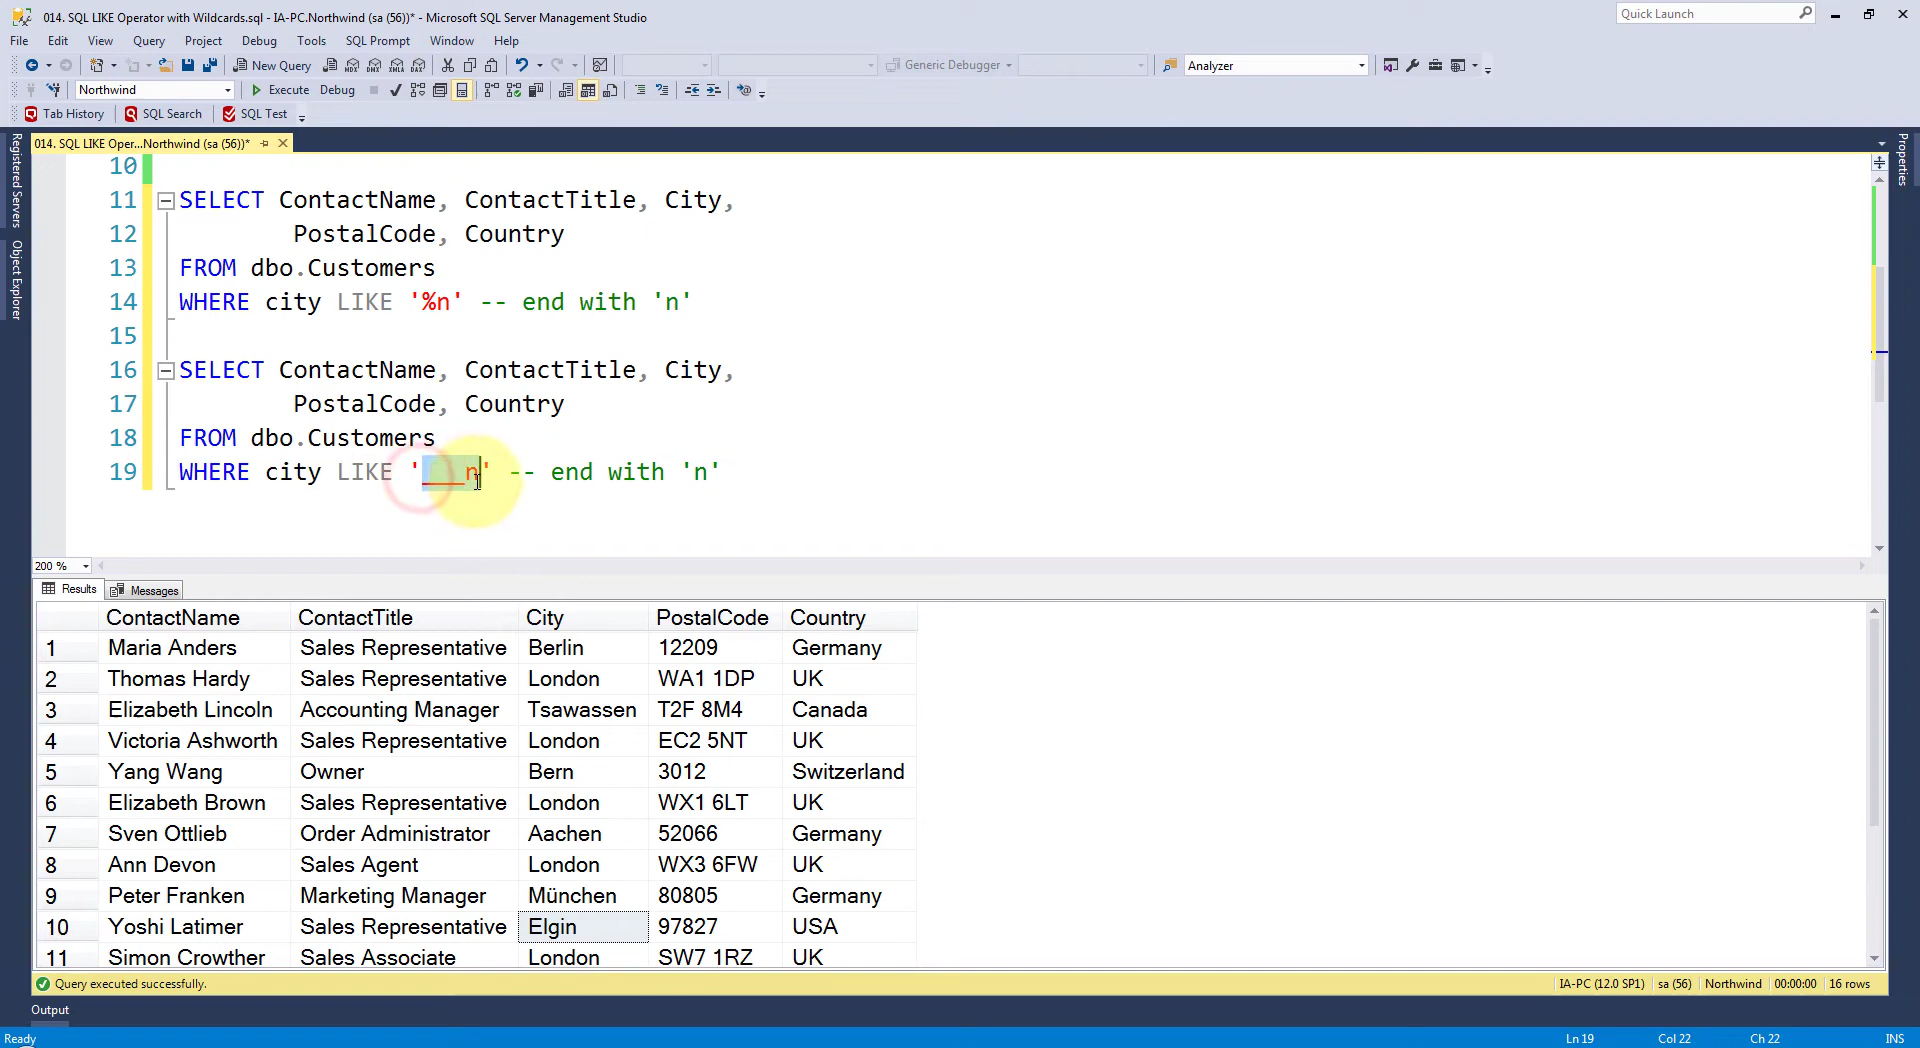 014. SQL LIKE Operator with Wildcards.sql - IA-PC.Northwind (sa (56))* - Microsoft SQL Server Management Studio
Quick Launch
File Edit View Query Project Debug Tools SQL Prompt Window Help
New Query
Generic Debugger
Analyzer
Northwind
Execute Debug
Tab History SQL Search SQL Test
014. SQL LIKE Oper...Northwind (sa (56))*
Registered Servers
Object Explorer
Properties
10
11 SELECT ContactName, ContactTitle, City,
12 PostalCode, Country
13 FROM dbo.Customers
14 WHERE city LIKE '%n' -- end with 'n'
15
16 SELECT ContactName, ContactTitle, City,
17 PostalCode, Country
18 FROM dbo.Customers
19 WHERE city LIKE '___n' -- end with 'n'
200 %
Results Messages
ContactName ContactTitle City PostalCode Country
1 Maria Anders Sales Representative Berlin 12209 Germany
2 Thomas Hardy Sales Representative London WA1 1DP UK
3 Elizabeth Lincoln Accounting Manager Tsawassen T2F 8M4 Canada
4 Victoria Ashworth Sales Representative London EC2 5NT UK
5 Yang Wang Owner Bern 3012 Switzerland
6 Elizabeth Brown Sales Representative London WX1 6LT UK
7 Sven Ottlieb Order Administrator Aachen 52066 Germany
8 Ann Devon Sales Agent London WX3 6FW UK
9 Peter Franken Marketing Manager München 80805 Germany
10 Yoshi Latimer Sales Representative Elgin 97827 USA
11 Simon Crowther Sales Associate London SW7 1RZ UK
Query executed successfully. IA-PC (12.0 SP1) sa (56) Northwind 00:00:00 16 rows
Output
Ready Ln 19 Col 22 Ch 22 INS